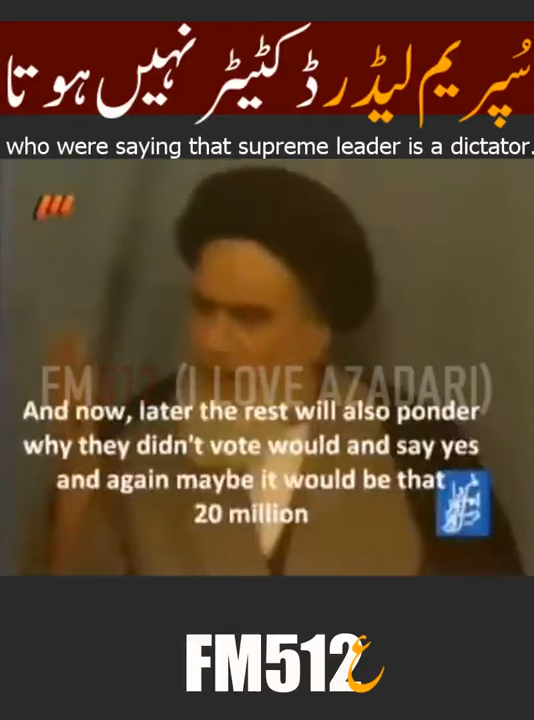 سُپریم لیڈر ڈکٹیٹر نہیں ہوتا
who were saying that supreme leader is a dictator.
FM512 (I LOVE AZADARI)
And now, later the rest will also ponder
why they didn't vote would and say yes
and again maybe it would be that
20 million
FM512ع